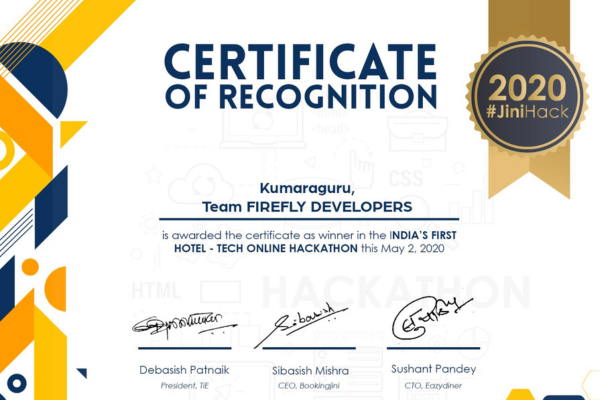 CERTIFICATE
OF RECOGNITION
2020
#JiniHack
Kumaraguru,
Team FIREFLY DEVELOPERS
is awarded the certificate as winner in the INDIA'S FIRST
HOTEL - TECH ONLINE HACKATHON this May 2, 2020
<head>
CSS
HTML
HACKATHON
Debasish Patnaik
Sibasish Mishra
Sushant Pandey
President, TiE
CEO, Bookingjini
CTO, Eazydiner